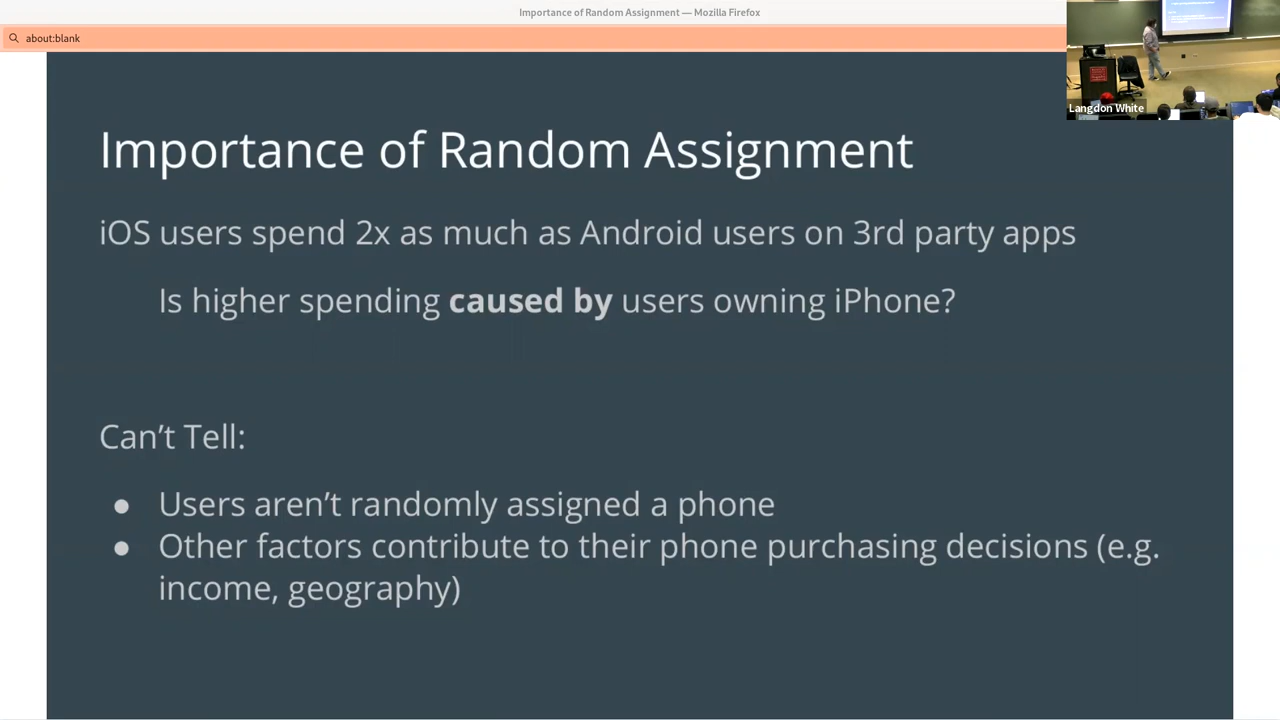 Importance of Random Assignment — Mozilla Firefox
about:blank
Langdon White
Importance of Random Assignment
iOS users spend 2x as much as Android users on 3rd party apps
Is higher spending caused by users owning iPhone?
Can’t Tell:
● Users aren’t randomly assigned a phone
● Other factors contribute to their phone purchasing decisions (e.g.
income, geography)